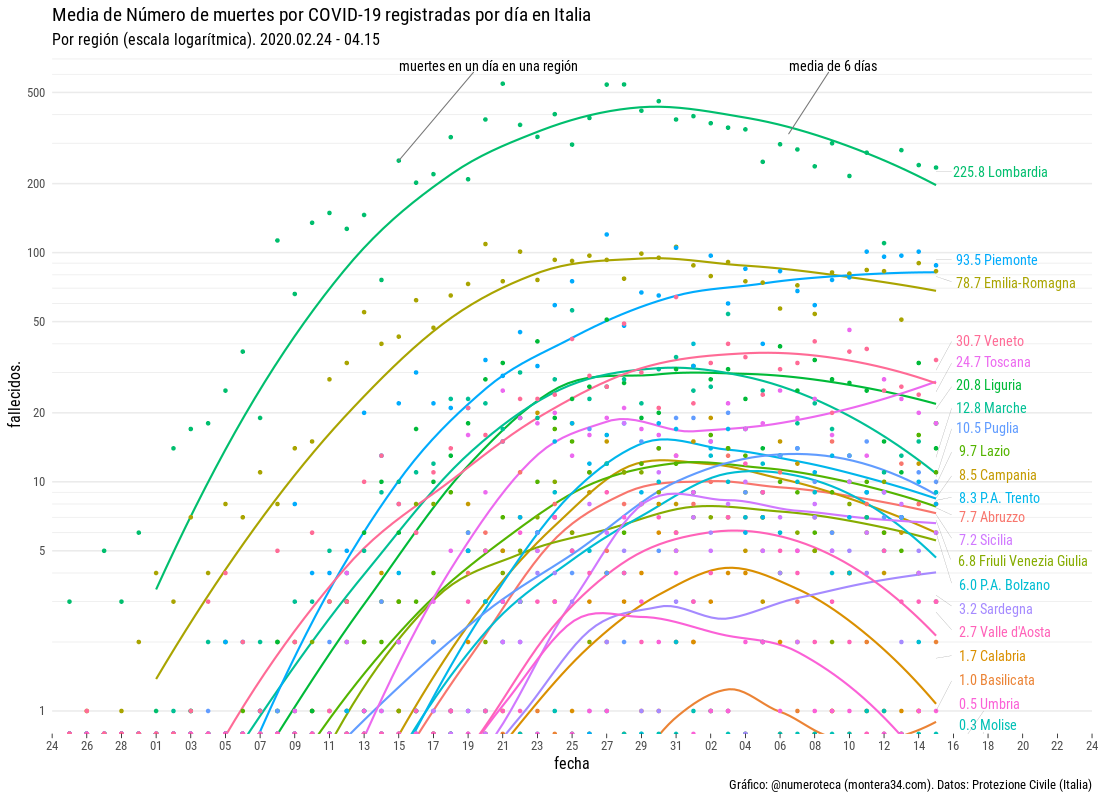 Media de Número de muertes por COVID-19 registradas por día en Italia
Por región (escala logarítmica). 2020.02.24 - 04.15
muertes en un día en una región
media de 6 días
500
200
100
50
20
10
5
1
fallecidos.
225.8 Lombardia
93.5 Piemonte
78.7 Emilia-Romagna
30.7 Veneto
24.7 Toscana
20.8 Liguria
12.8 Marche
10.5 Puglia
9.7 Lazio
8.5 Campania
8.3 P.A. Trento
7.7 Abruzzo
7.2 Sicilia
6.8 Friuli Venezia Giulia
6.0 P.A. Bolzano
3.2 Sardegna
2.7 Valle d'Aosta
1.7 Calabria
1.0 Basilicata
0.5 Umbria
0.3 Molise
24 26 28 01 03 05 07 09 11 13 15 17 19 21 23 25 27 29 31 02 04 06 08 10 12 14 16 18 20 22 24
fecha
Gráfico: @numeroteca (montera34.com). Datos: Protezione Civile (Italia)